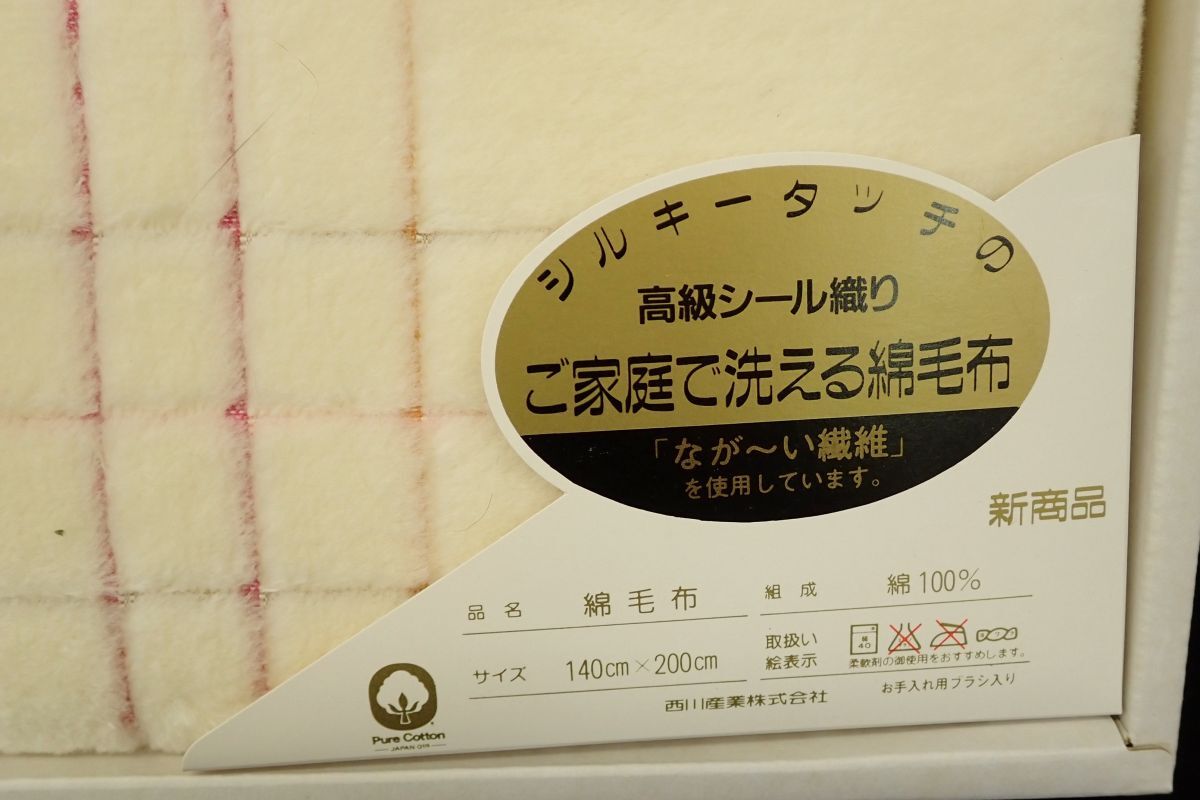 シルキータッチの
高級シール織り
ご家庭で洗える綿毛布
「なが〜い繊維」
を使用しています。
新商品
品名 綿毛布
組成 綿100%
サイズ 140cm×200cm
取扱い
絵表示
40
柔軟剤の御使用をおすすめします。
西川産業株式会社
お手入れ用ブラシ入り
Pure Cotton